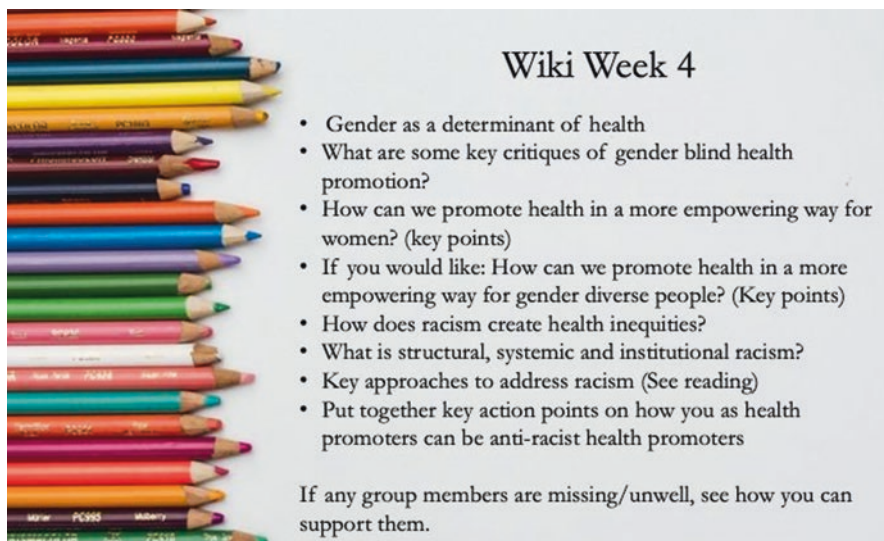 Wiki Week 4
• Gender as a determinant of health
• What are some key critiques of gender blind health
promotion?
• How can we promote health in a more empowering way for
women? (key points)
• If you would like: How can we promote health in a more
empowering way for gender diverse people? (Key points)
• How does racism create health inequities?
• What is structural, systemic and institutional racism?
• Key approaches to address racism (See reading)
• Put together key action points on how you as health
promoters can be anti-racist health promoters
If any group members are missing/unwell, see how you can
support them.
PC995 Mulberry